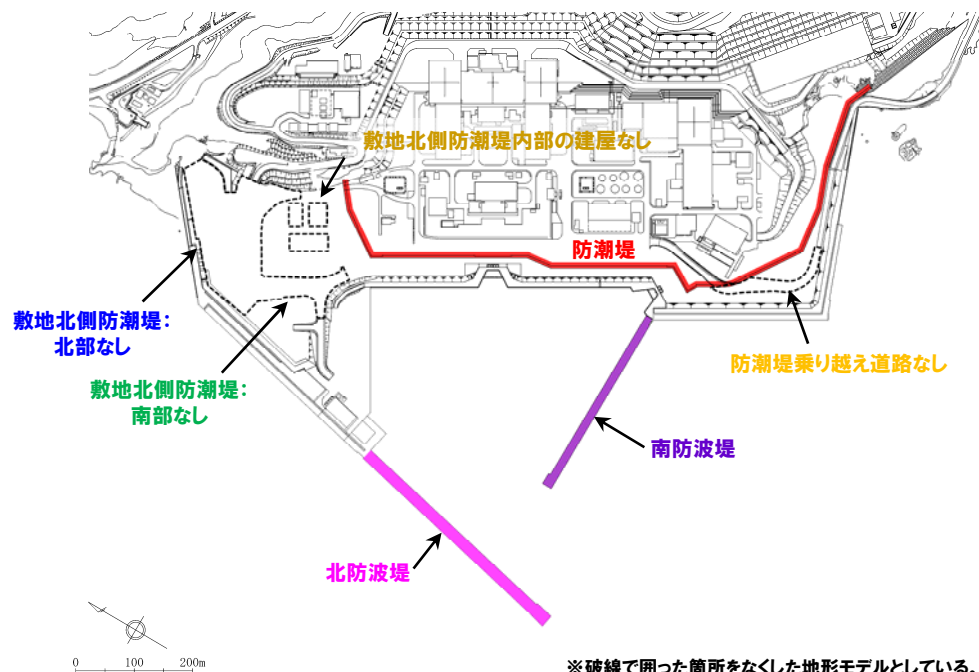 敷地北側防潮堤内部の建屋なし
防潮堤
敷地北側防潮堤：
北部なし
敷地北側防潮堤：
南部なし
防潮堤乗り越え道路なし
南防波堤
北防波堤
0 100 200m
※破線で囲った箇所をなくした地形モデルとしている。